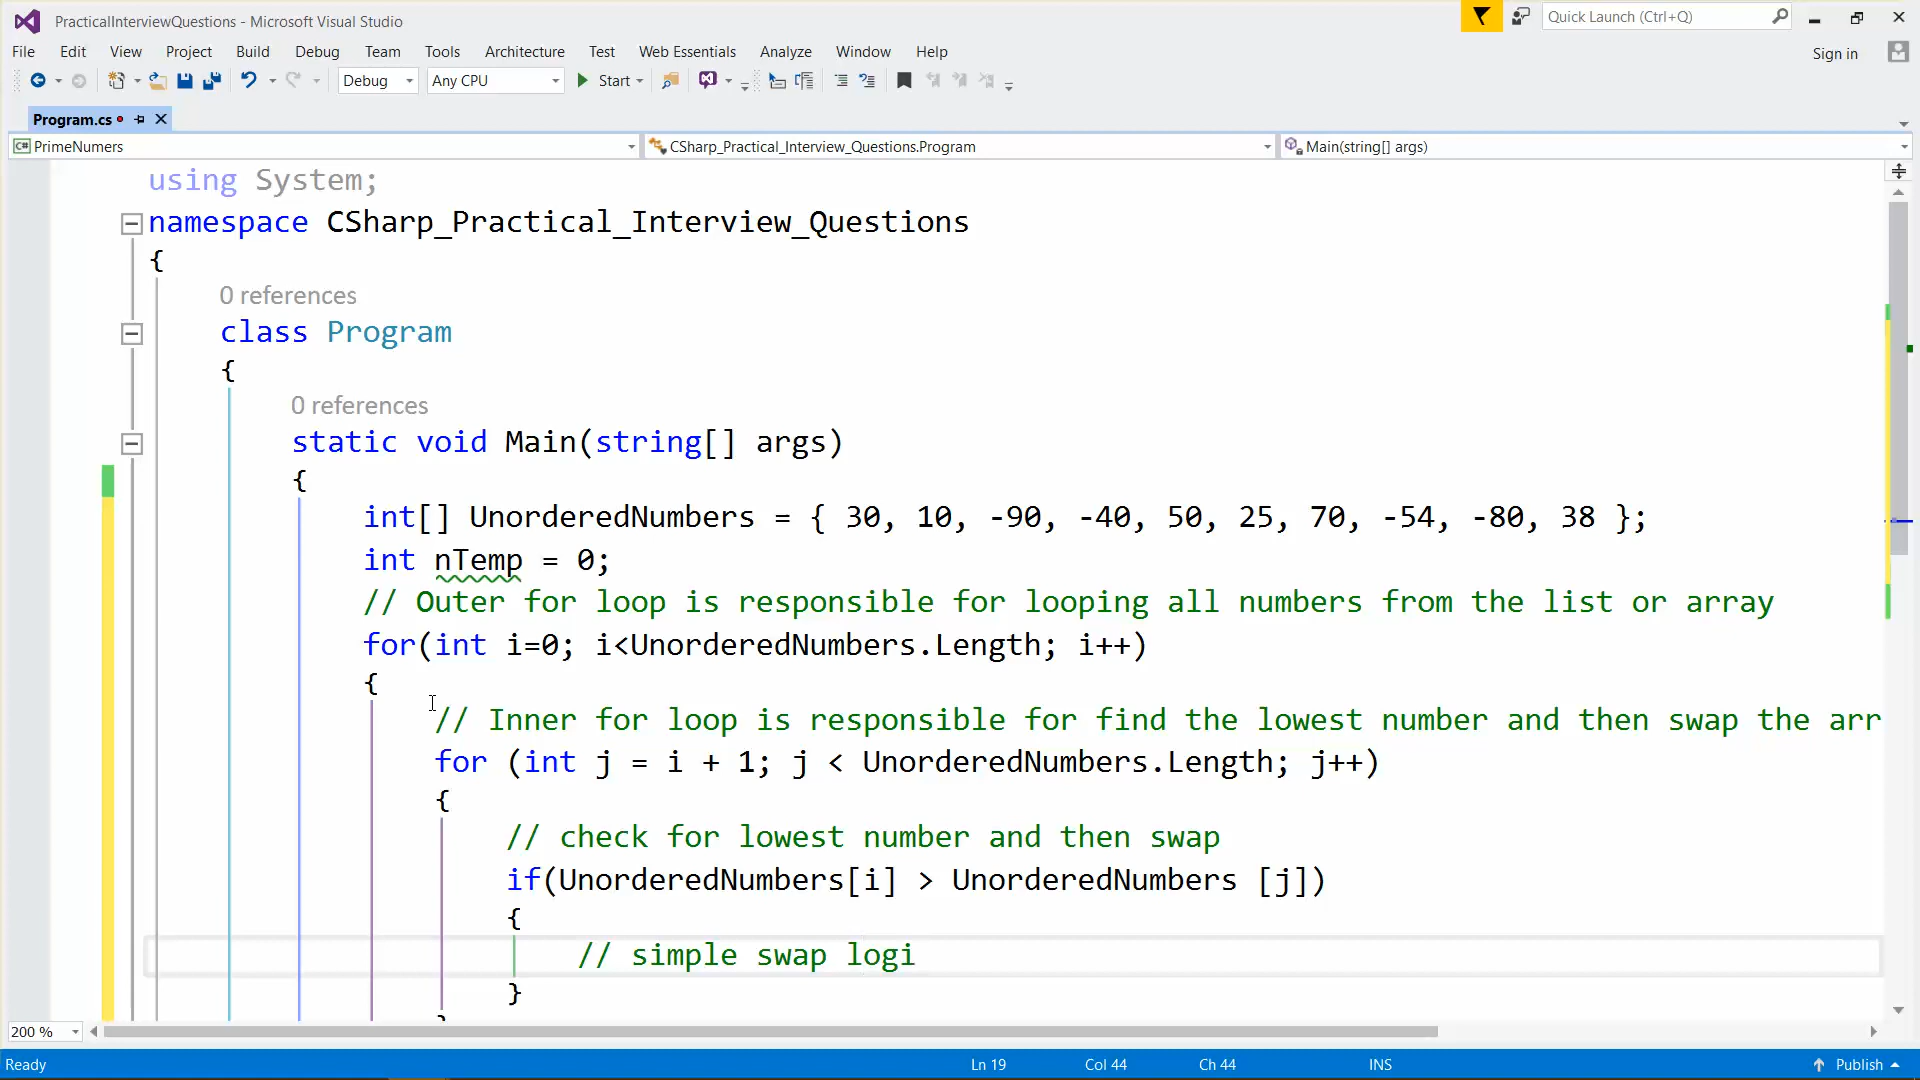 PracticalInterviewQuestions - Microsoft Visual Studio
Quick Launch (Ctrl+Q)
File Edit View Project Build Debug Team Tools Architecture Test Web Essentials Analyze Window Help
Sign in
Debug Any CPU Start
Program.cs
PrimeNumers CSharp_Practical_Interview_Questions.Program Main(string[] args)
using System;
namespace CSharp_Practical_Interview_Questions
{
0 references
class Program
{
0 references
static void Main(string[] args)
{
int[] UnorderedNumbers = { 30, 10, -90, -40, 50, 25, 70, -54, -80, 38 };
int nTemp = 0;
// Outer for loop is responsible for looping all numbers from the list or array
for(int i=0; i<UnorderedNumbers.Length; i++)
{
// Inner for loop is responsible for find the lowest number and then swap the arr
for (int j = i + 1; j < UnorderedNumbers.Length; j++)
{
// check for lowest number and then swap
if(UnorderedNumbers[i] > UnorderedNumbers [j])
{
// simple swap logi
}
}
200 %
Ready Ln 19 Col 44 Ch 44 INS Publish